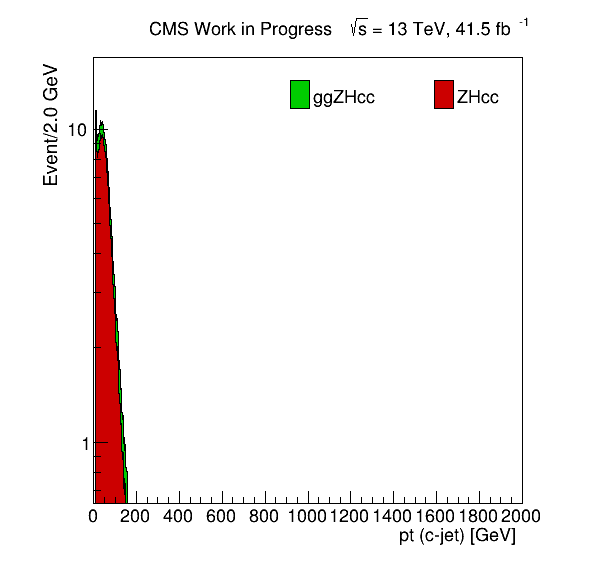 CMS Work in Progress √s = 13 TeV, 41.5 fb -1
Event/2.0 GeV
ggZHcc ZHcc
10
1
0 200 400 600 800 1000 1200 1400 1600 1800 2000
pt (c-jet) [GeV]